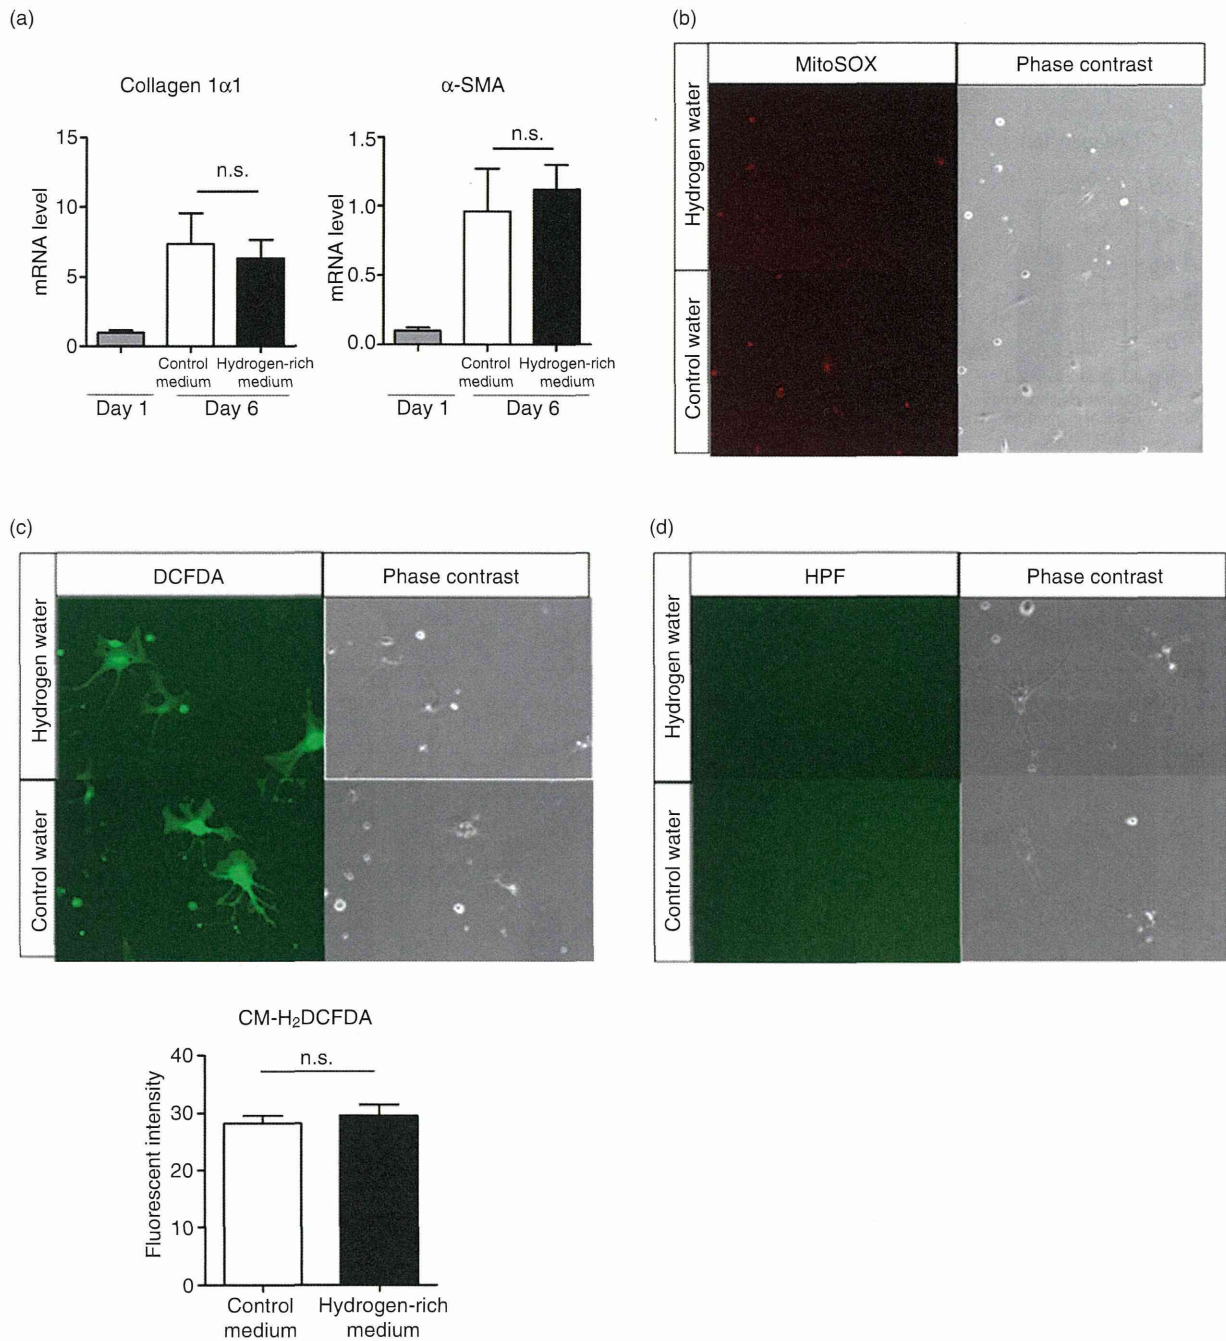 (a)
Collagen 1α1
mRNA level
15
10
5
0
n.s.
Control
medium
Hydrogen-rich
medium
Day 1
Day 6
α-SMA
mRNA level
1.5
1.0
0.5
0.0
n.s.
Control
medium
Hydrogen-rich
medium
Day 1
Day 6
(b)
MitoSOX
Phase contrast
Hydrogen water
Control water
(c)
DCFDA
Phase contrast
Hydrogen water
Control water
CM-H₂DCFDA
Fluorescent intensity
40
30
20
10
0
n.s.
Control
medium
Hydrogen-rich
medium
(d)
HPF
Phase contrast
Hydrogen water
Control water